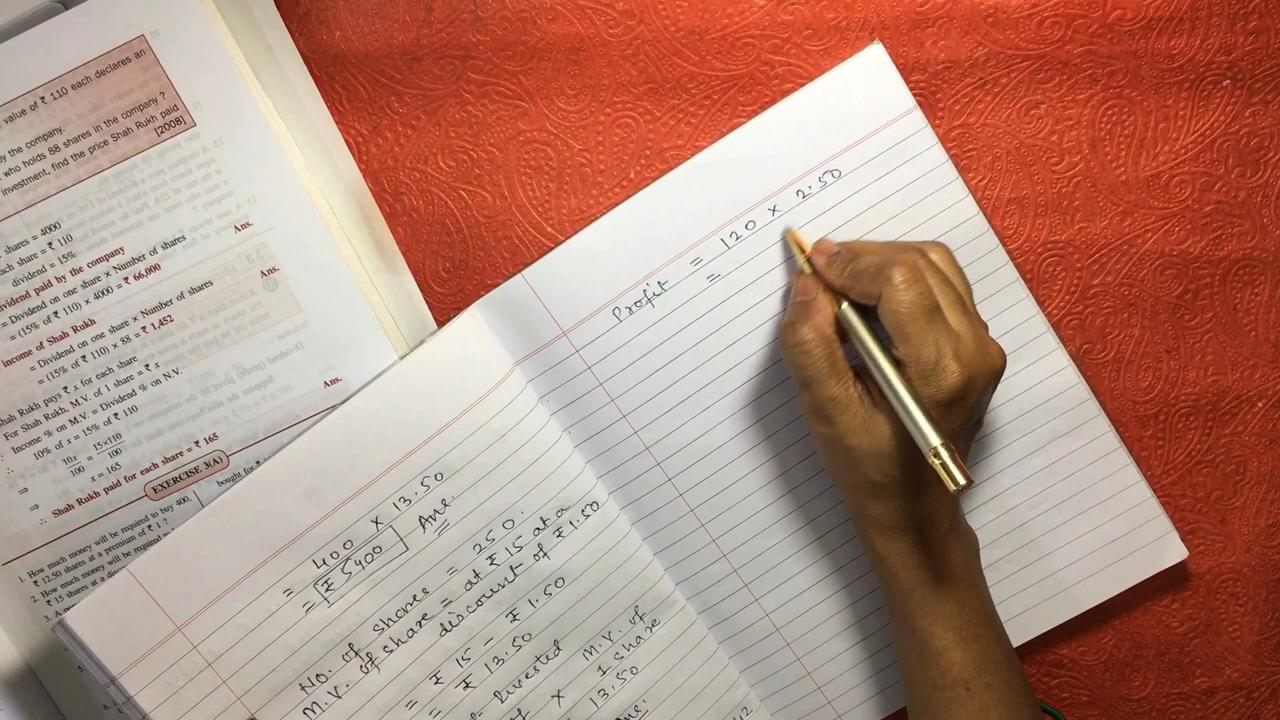 value of ₹ 110 each declares an
by the company.
who holds 88 shares in the company ?
investment, find the price Shah Rukh paid
[2008]
shares = 4000
each share = ₹ 110
dividend = 15%
Dividend paid by the company
= Dividend on one share × Number of shares
= (15% of ₹ 110) × 4000 = ₹ 66,000
Ans.
income of Shah Rukh
= Dividend on one share × Number of shares
= (15% of ₹ 110) × 88 = ₹ 1,452
Ans.
Shah Rukh pays ₹ x for each share
For Shah Rukh, M.V. of 1 share = ₹ x
∴ Income % on M.V. = Dividend % on N.V.
∴ 10% of x = 15% of ₹ 110
⇒ 10x/100 = 15×110/100
⇒ x = 165
∴ Shah Rukh paid for each share = ₹ 165
Ans.
EXERCISE 3(A)
1. How much money will be required to buy 400,
₹ 12.50 shares at a premium of ₹ 1 ?
2. How much money will be required
₹ 15 shares at a
bought for ₹
= 400 × 13.50
= ₹ 5400 Ans.
No. of shares = 250.
M.V. of share = at ₹ 15 at a
discount of ₹ 1.50
= ₹ 15 - ₹ 1.50
= ₹ 13.50
Invested
of × M.V. of
1 share
13.50
Ans.
Profit = 120 × 2.50
=